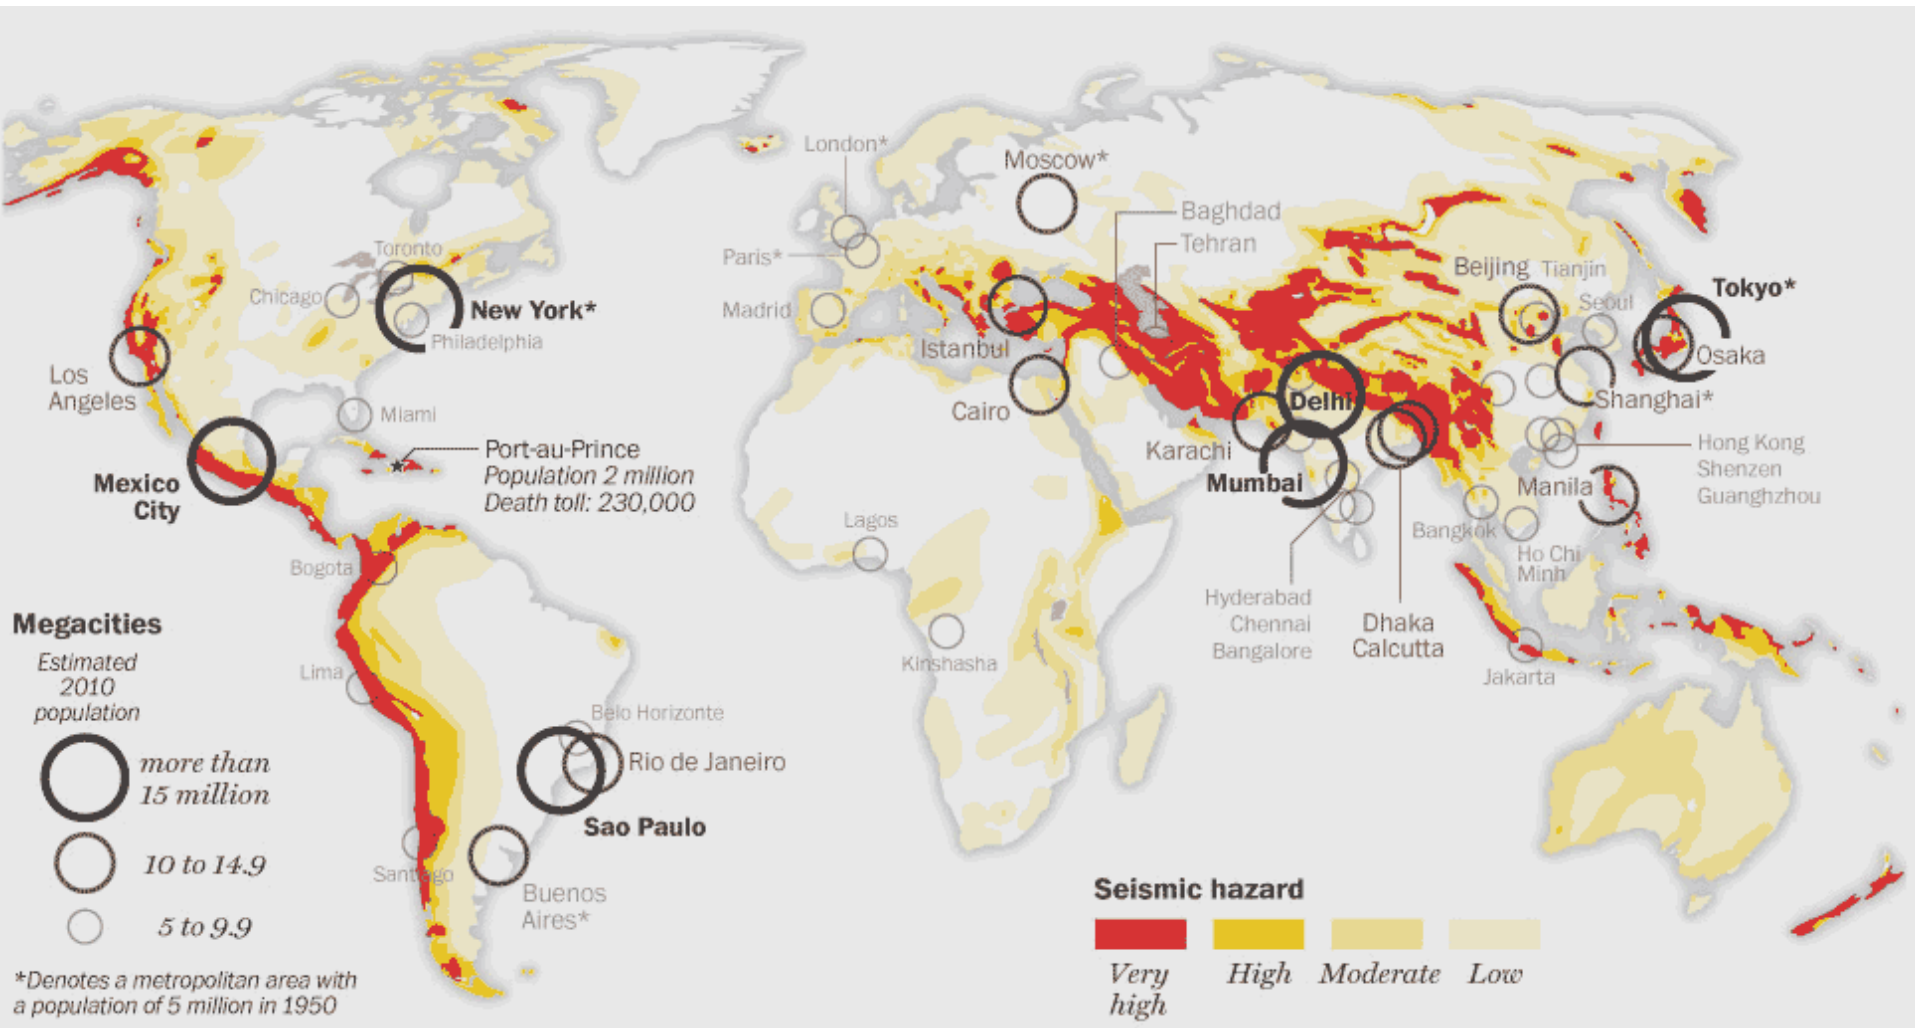 London*
Moscow*
Baghdad
Tehran
Paris*
Toronto
Chicago
New York*
Philadelphia
Madrid
Istanbul
Beijing
Tianjin
Seoul
Tokyo*
Osaka
Los
Angeles
Miami
Cairo
Karachi
Delhi
Mumbai
Shanghai*
Mexico
City
Port-au-Prince
Population 2 million
Death toll: 230,000
Hong Kong
Shenzen
Guanghzhou
Manila
Lagos
Bangkok
Ho Chi
Minh
Bogota
Hyderabad
Chennai
Bangalore
Dhaka
Calcutta
Kinshasha
Lima
Jakarta
Belo Horizonte
Rio de Janeiro
Sao Paulo
Santiago
Buenos
Aires*
Megacities
Estimated
2010
population
more than
15 million
10 to 14.9
5 to 9.9
*Denotes a metropolitan area with
a population of 5 million in 1950
Seismic hazard
Very
high
High
Moderate
Low